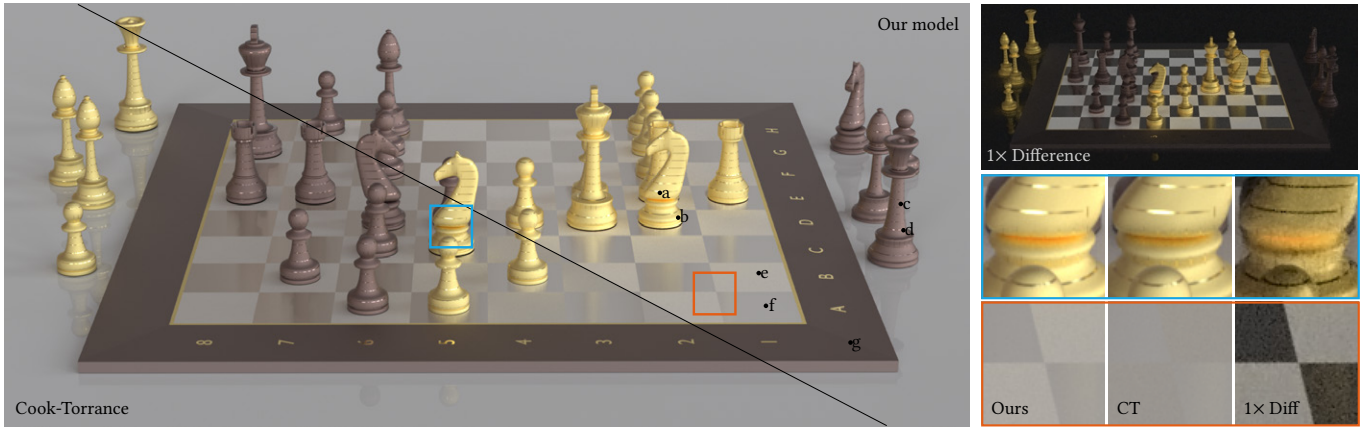 Our model
H
G
F
a
E
b
c
D
d
C
e
B
f
A
8
7
6
5
4
3
2
1
g
Cook-Torrance
1× Difference
Ours
CT
1× Diff